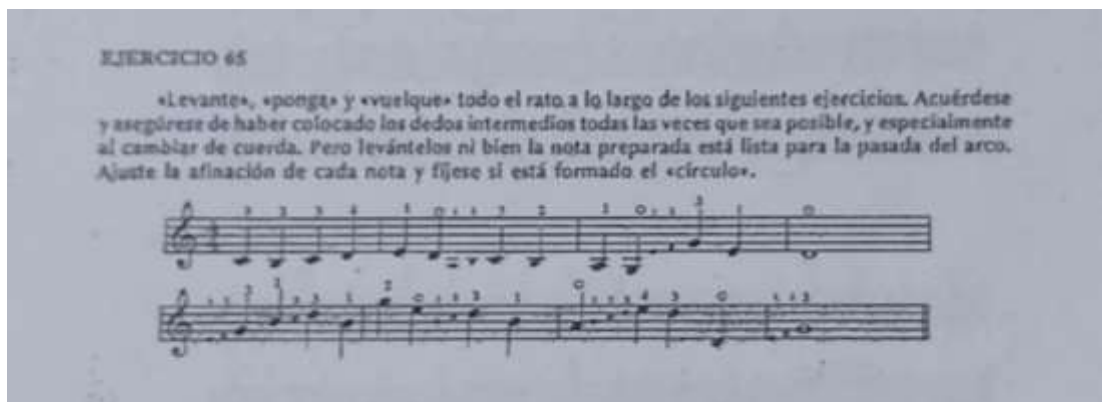 EJERCICIO 65
«Levante», «ponga» y «vuelque» todo el rato a lo largo de los siguientes ejercicios. Acuérdese
y asegúrese de haber colocado los dedos intermedios todas las veces que sea posible, y especialmente
al cambiar de cuerda. Pero levántelos ni bien la nota preparada está lista para la pasada del arco.
Ajuste la afinación de cada nota y fíjese si está formado el «círculo».